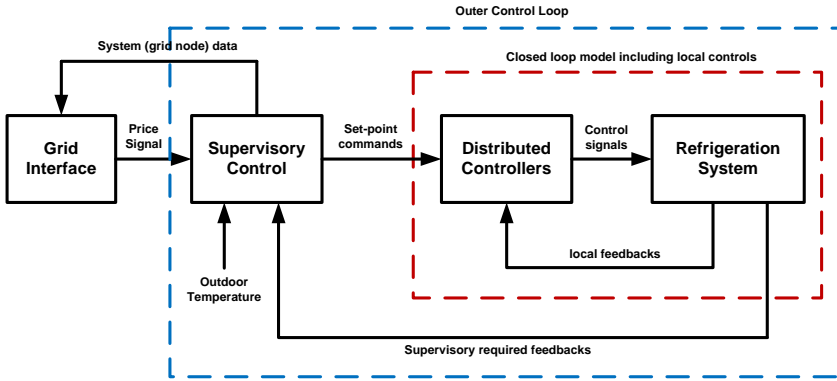 Outer Control Loop
System (grid node) data
Closed loop model including local controls
Grid
Interface
Price
Signal
Supervisory
Control
Set-point
commands
Distributed
Controllers
Control
signals
Refrigeration
System
local feedbacks
Outdoor
Temperature
Supervisory required feedbacks